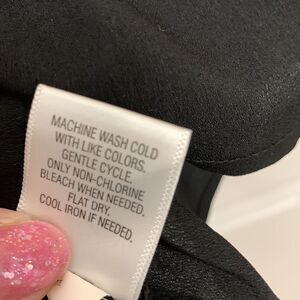 MACHINE WASH COLD
WITH LIKE COLORS.
GENTLE CYCLE.
ONLY NON-CHLORINE
BLEACH WHEN NEEDED.
FLAT DRY.
COOL IRON IF NEEDED.